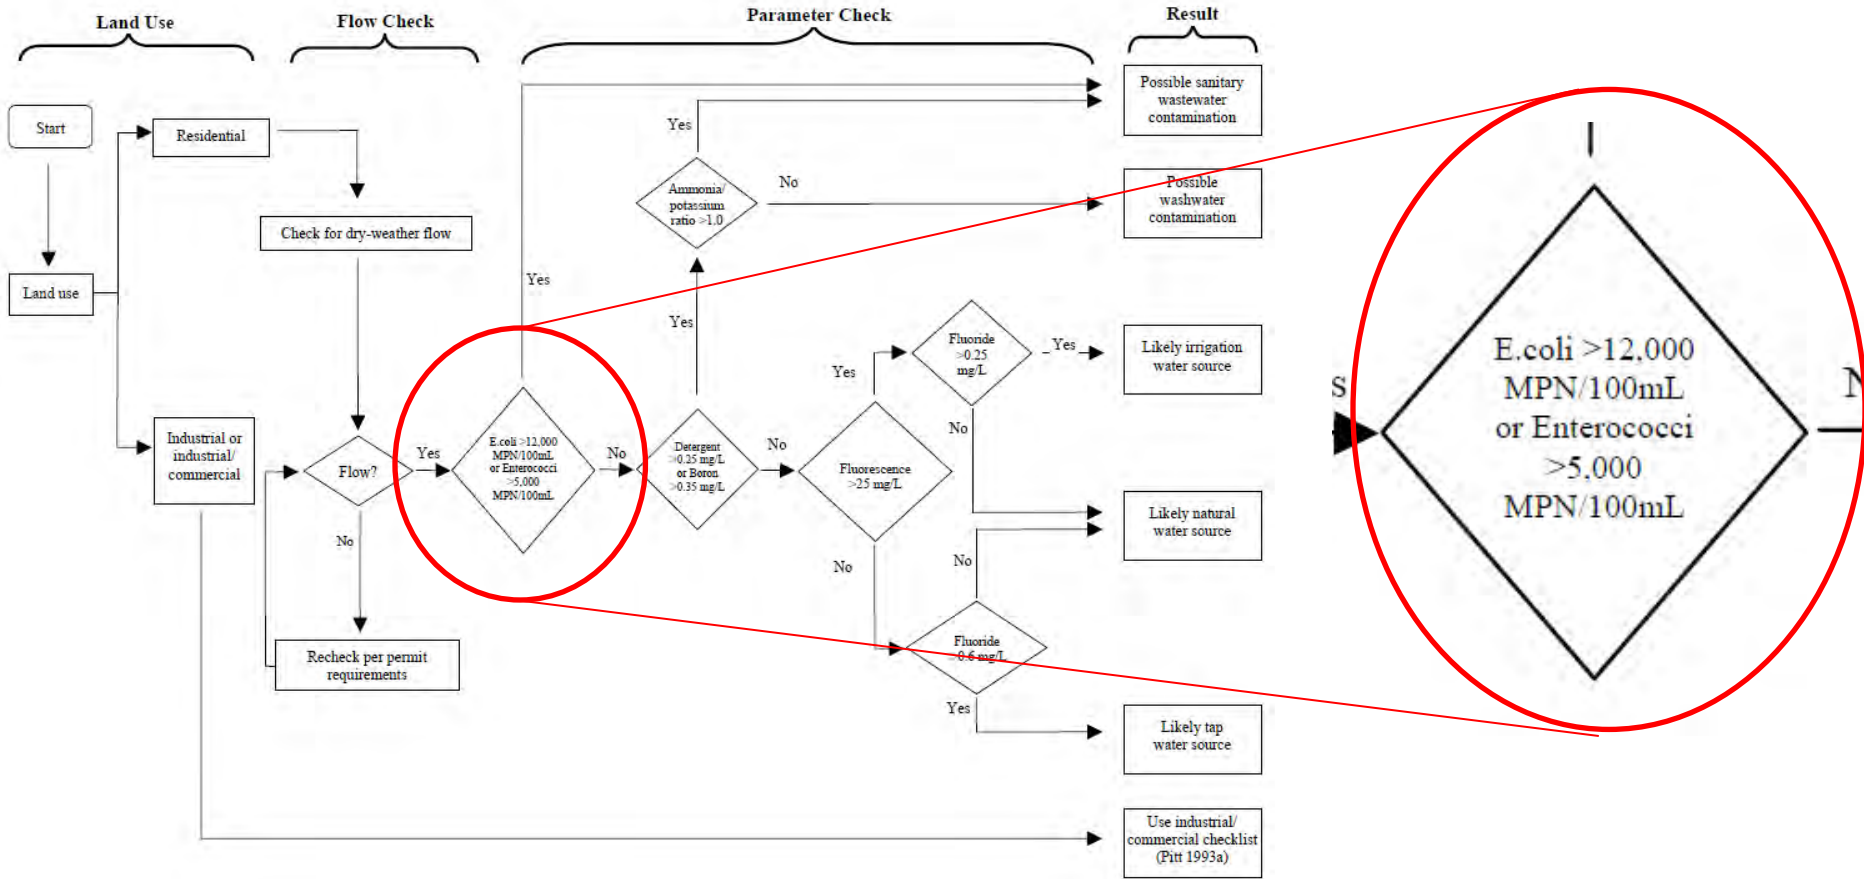 Land Use
Flow Check
Parameter Check
Result
Start
Land use
Residential
Industrial or
industrial/
commercial
Check for dry-weather flow
Flow?
Yes
No
Recheck per permit
requirements
E.coli >12,000
MPN/100mL
or Enterococci
>5,000
MPN/100mL
Yes
No
Detergent
>0.25 mg/L
or Boron
>0.35 mg/L
Yes
No
Ammonia/
potassium
ratio >1.0
Yes
No
Fluorescence
>25 mg/L
Yes
No
Fluoride
>0.25
mg/L
Yes
No
Fluoride
0.6 mg/L
No
Yes
Possible sanitary
wastewater
contamination
Possible
washwater
contamination
Likely irrigation
water source
Likely natural
water source
Likely tap
water source
Use industrial/
commercial checklist
(Pitt 1993a)
s
E.coli >12,000
MPN/100mL
or Enterococci
>5,000
MPN/100mL
N